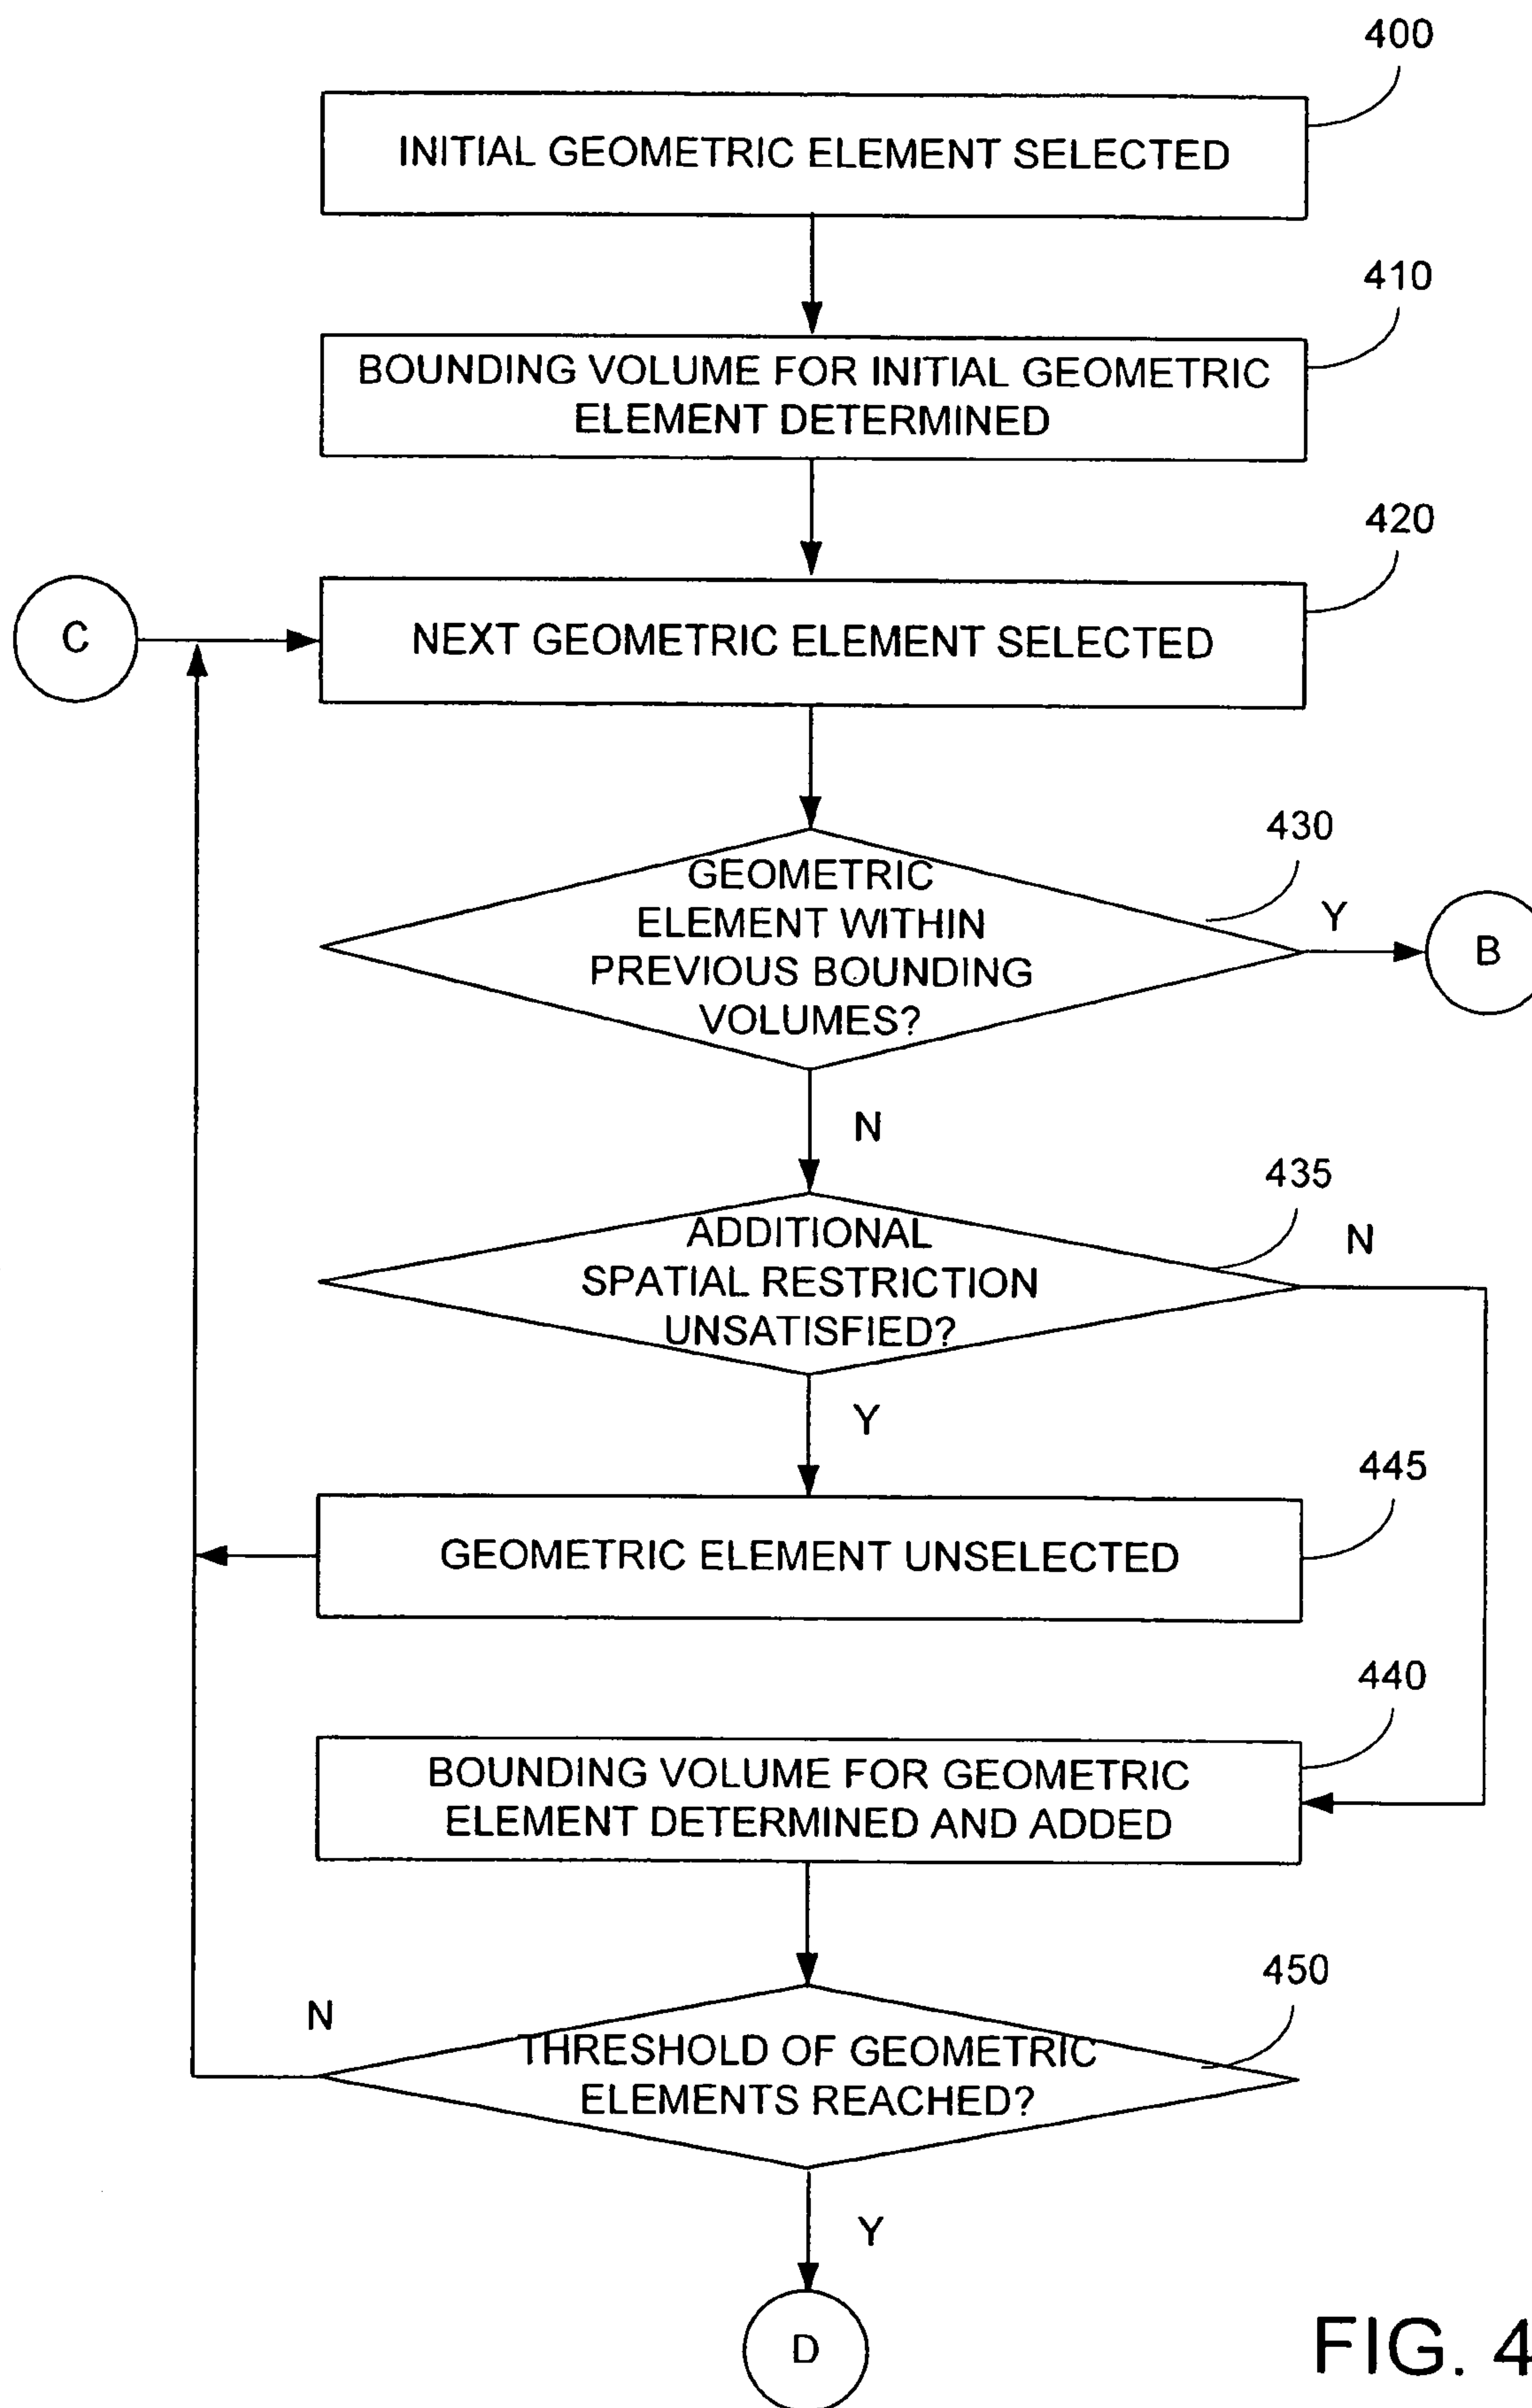 400
INITIAL GEOMETRIC ELEMENT SELECTED
410
BOUNDING VOLUME FOR INITIAL GEOMETRIC
ELEMENT DETERMINED
420
C
NEXT GEOMETRIC ELEMENT SELECTED
430
GEOMETRIC
ELEMENT WITHIN
PREVIOUS BOUNDING
VOLUMES?
Y
B
N
435
ADDITIONAL
SPATIAL RESTRICTION
UNSATISFIED?
N
Y
445
GEOMETRIC ELEMENT UNSELECTED
440
BOUNDING VOLUME FOR GEOMETRIC
ELEMENT DETERMINED AND ADDED
450
N
THRESHOLD OF GEOMETRIC
ELEMENTS REACHED?
Y
D
FIG. 4